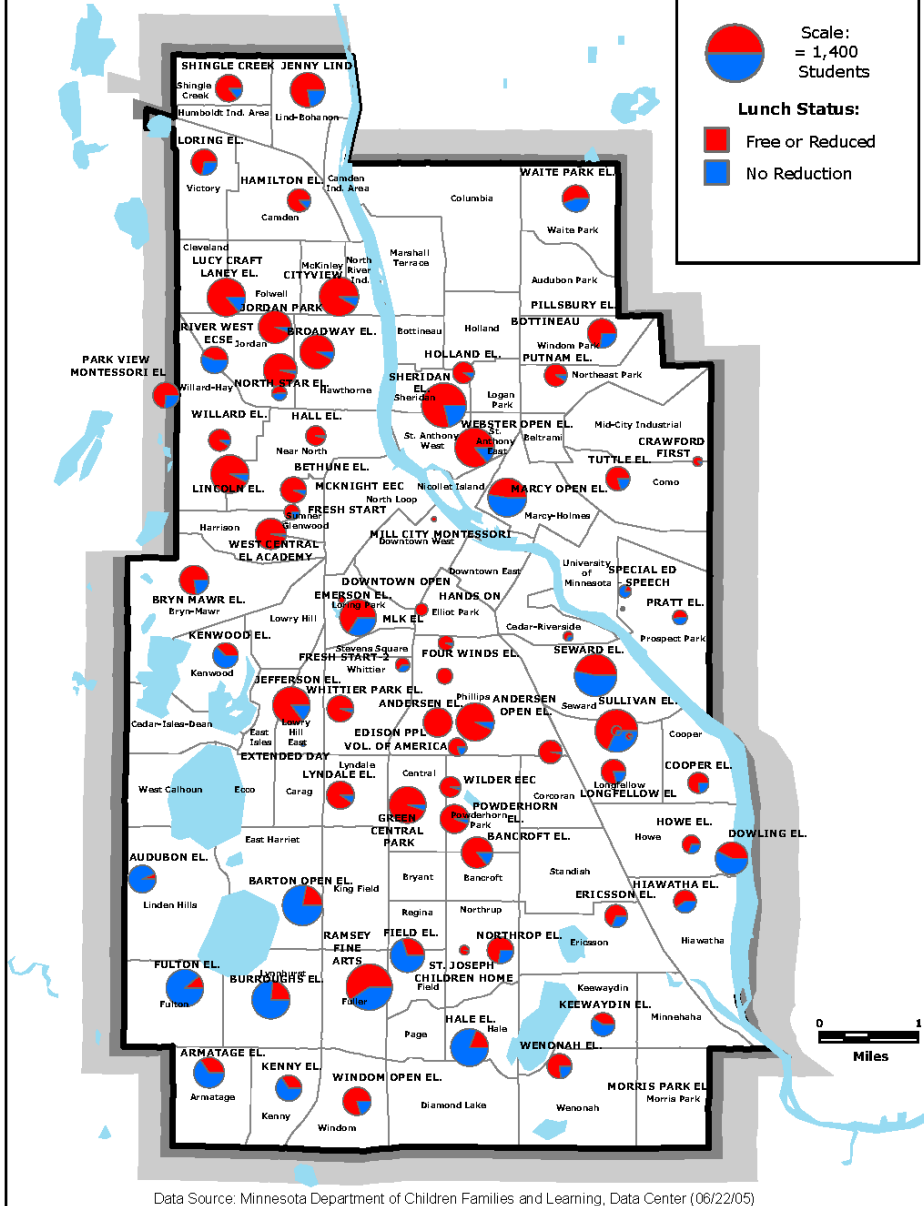 Scale:
= 1,400
Students
Lunch Status:
Free or Reduced
No Reduction
SHINGLE CREEK
JENNY LIND
Shingle
Creek
Humboldt Ind. Area
Lind-Bohanon
LORING EL.
Victory
HAMILTON EL.
Camden
Ind. Area
Camden
Columbia
WAITE PARK EL.
Waite Park
Cleveland
LUCY CRAFT
LANEY EL.
McKinley
North
River
Ind.
CITYVIEW
Folwell
Marshall
Terrace
Audubon Park
JORDAN PARK
PILLSBURY EL.
RIVER WEST
ECSE
Jordan
BROADWAY EL.
Bottineau
Holland
BOTTINEAU
Windom Park
PARK VIEW
MONTESSORI EL
HOLLAND EL.
PUTNAM EL.
Northeast Park
Willard-Hay
NORTH STAR EL.
Hawthorne
SHERIDAN
EL.
Sheridan
Logan
Park
WILLARD EL.
HALL EL.
Near North
St. Anthony
West
WEBSTER OPEN EL.
St.
Anthony
East
Beltrami
Mid-City Industrial
CRAWFORD
FIRST
TUTTLE EL.
Como
BETHUNE EL.
LINCOLN EL.
MCKNIGHT EEC
North Loop
Nicollet Island
MARCY OPEN EL.
FRESH START
Sumner
Glenwood
Marcy-Holmes
Harrison
WEST CENTRAL
EL ACADEMY
MILL CITY MONTESSORI
Downtown West
BRYN MAWR EL.
Bryn-Mawr
DOWNTOWN OPEN
Downtown East
University
of
Minnesota
SPECIAL ED
SPEECH
EMERSON EL.
Loring Park
HANDS ON
Elliot Park
MLK EL
Lowry Hill
PRATT EL.
Prospect Park
Cedar-Riverside
KENWOOD EL.
Kenwood
Stevens Square
FRESH START-2
Whittier
FOUR WINDS EL.
SEWARD EL.
Seward
JEFFERSON EL.
WHITTIER PARK EL.
Phillips
ANDERSEN EL.
ANDERSEN
OPEN EL.
SULLIVAN EL.
Cedar-Isles-Dean
East
Isles
Lowry
Hill
East
EDISON PPL
VOL. OF AMERICA
Cooper
EXTENDED DAY
Lyndale
LYNDALE EL.
Central
WILDER EEC
Longfellow
LONGFELLOW EL
COOPER EL.
West Calhoun
Ecco
Carag
Corcoran
GREEN
CENTRAL
PARK
POWDERHORN
EL.
Powderhorn
Park
East Harriet
BANCROFT EL.
Howe
HOWE EL.
DOWLING EL.
AUDUBON EL.
Linden Hills
BARTON OPEN EL.
King Field
Bryant
Bancroft
Standish
HIAWATHA EL.
ERICSSON EL.
Regina
Northrup
RAMSEY
FINE
ARTS
FIELD EL.
NORTHROP EL.
Ericsson
Hiawatha
FULTON EL.
Fulton
Lynnhurst
BURROUGHS EL.
Fuller
ST. JOSEPH
CHILDREN HOME
Field
Keewaydin
KEEWAYDIN EL.
Minnehaha
HALE EL.
Hale
Page
WENONAH EL.
0
1
Miles
ARMATAGE EL.
Armatage
KENNY EL.
Kenny
WINDOM OPEN EL.
Windom
Diamond Lake
Wenonah
MORRIS PARK EL
Morris Park
Data Source: Minnesota Department of Children Families and Learning, Data Center (06/22/05)